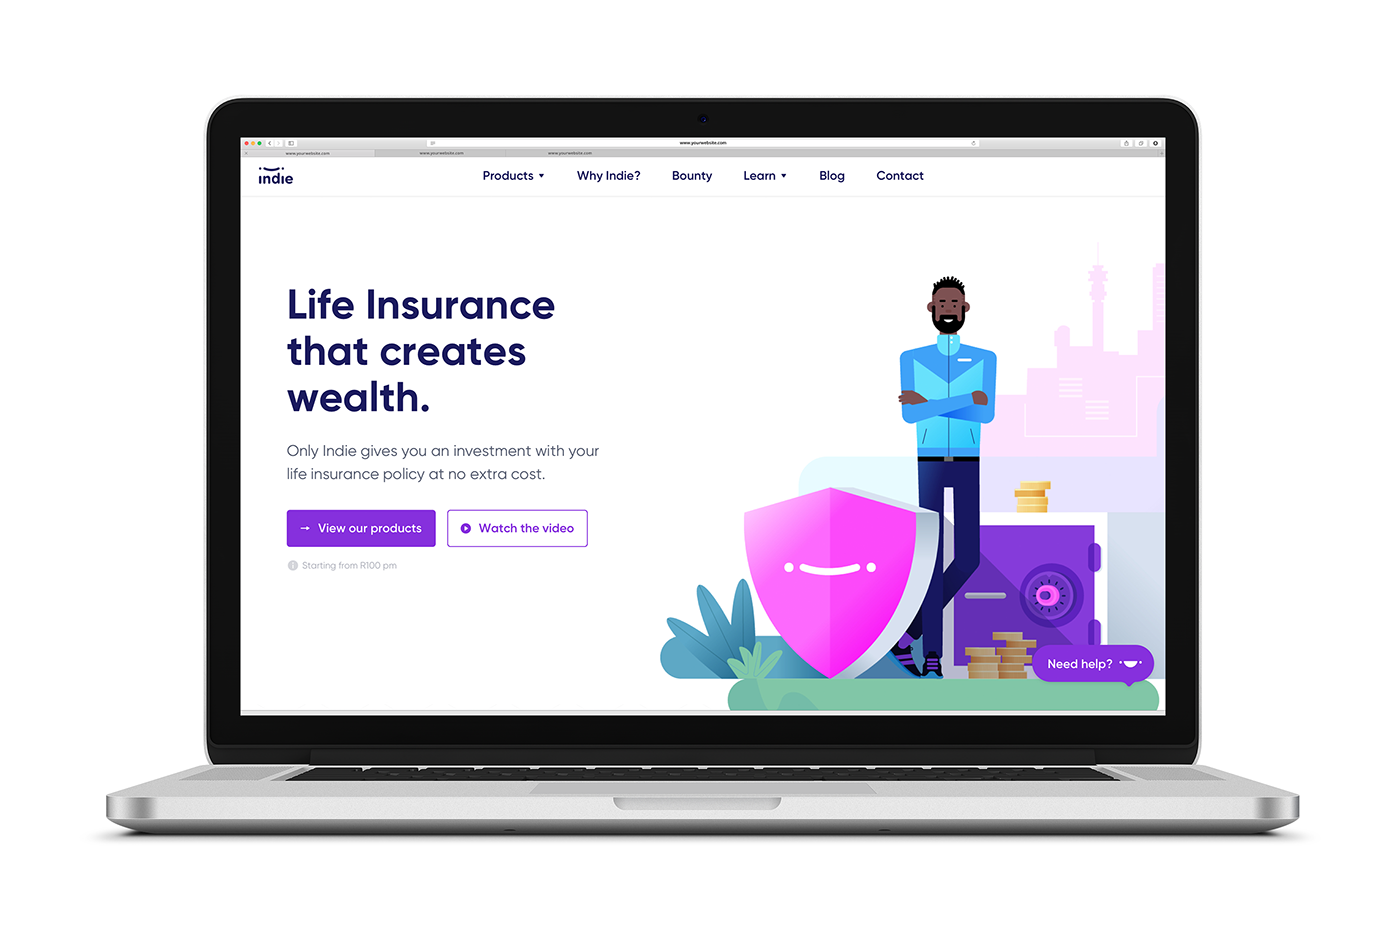 www.yourwebsite.com
www.yourwebsite.com
www.yourwebsite.com
www.yourwebsite.com
indie
Products
Why Indie?
Bounty
Learn
Blog
Contact
Life Insurance
that creates
wealth.
Only Indie gives you an investment with your
life insurance policy at no extra cost.
View our products
Watch the video
Starting from R100 pm
Need help?